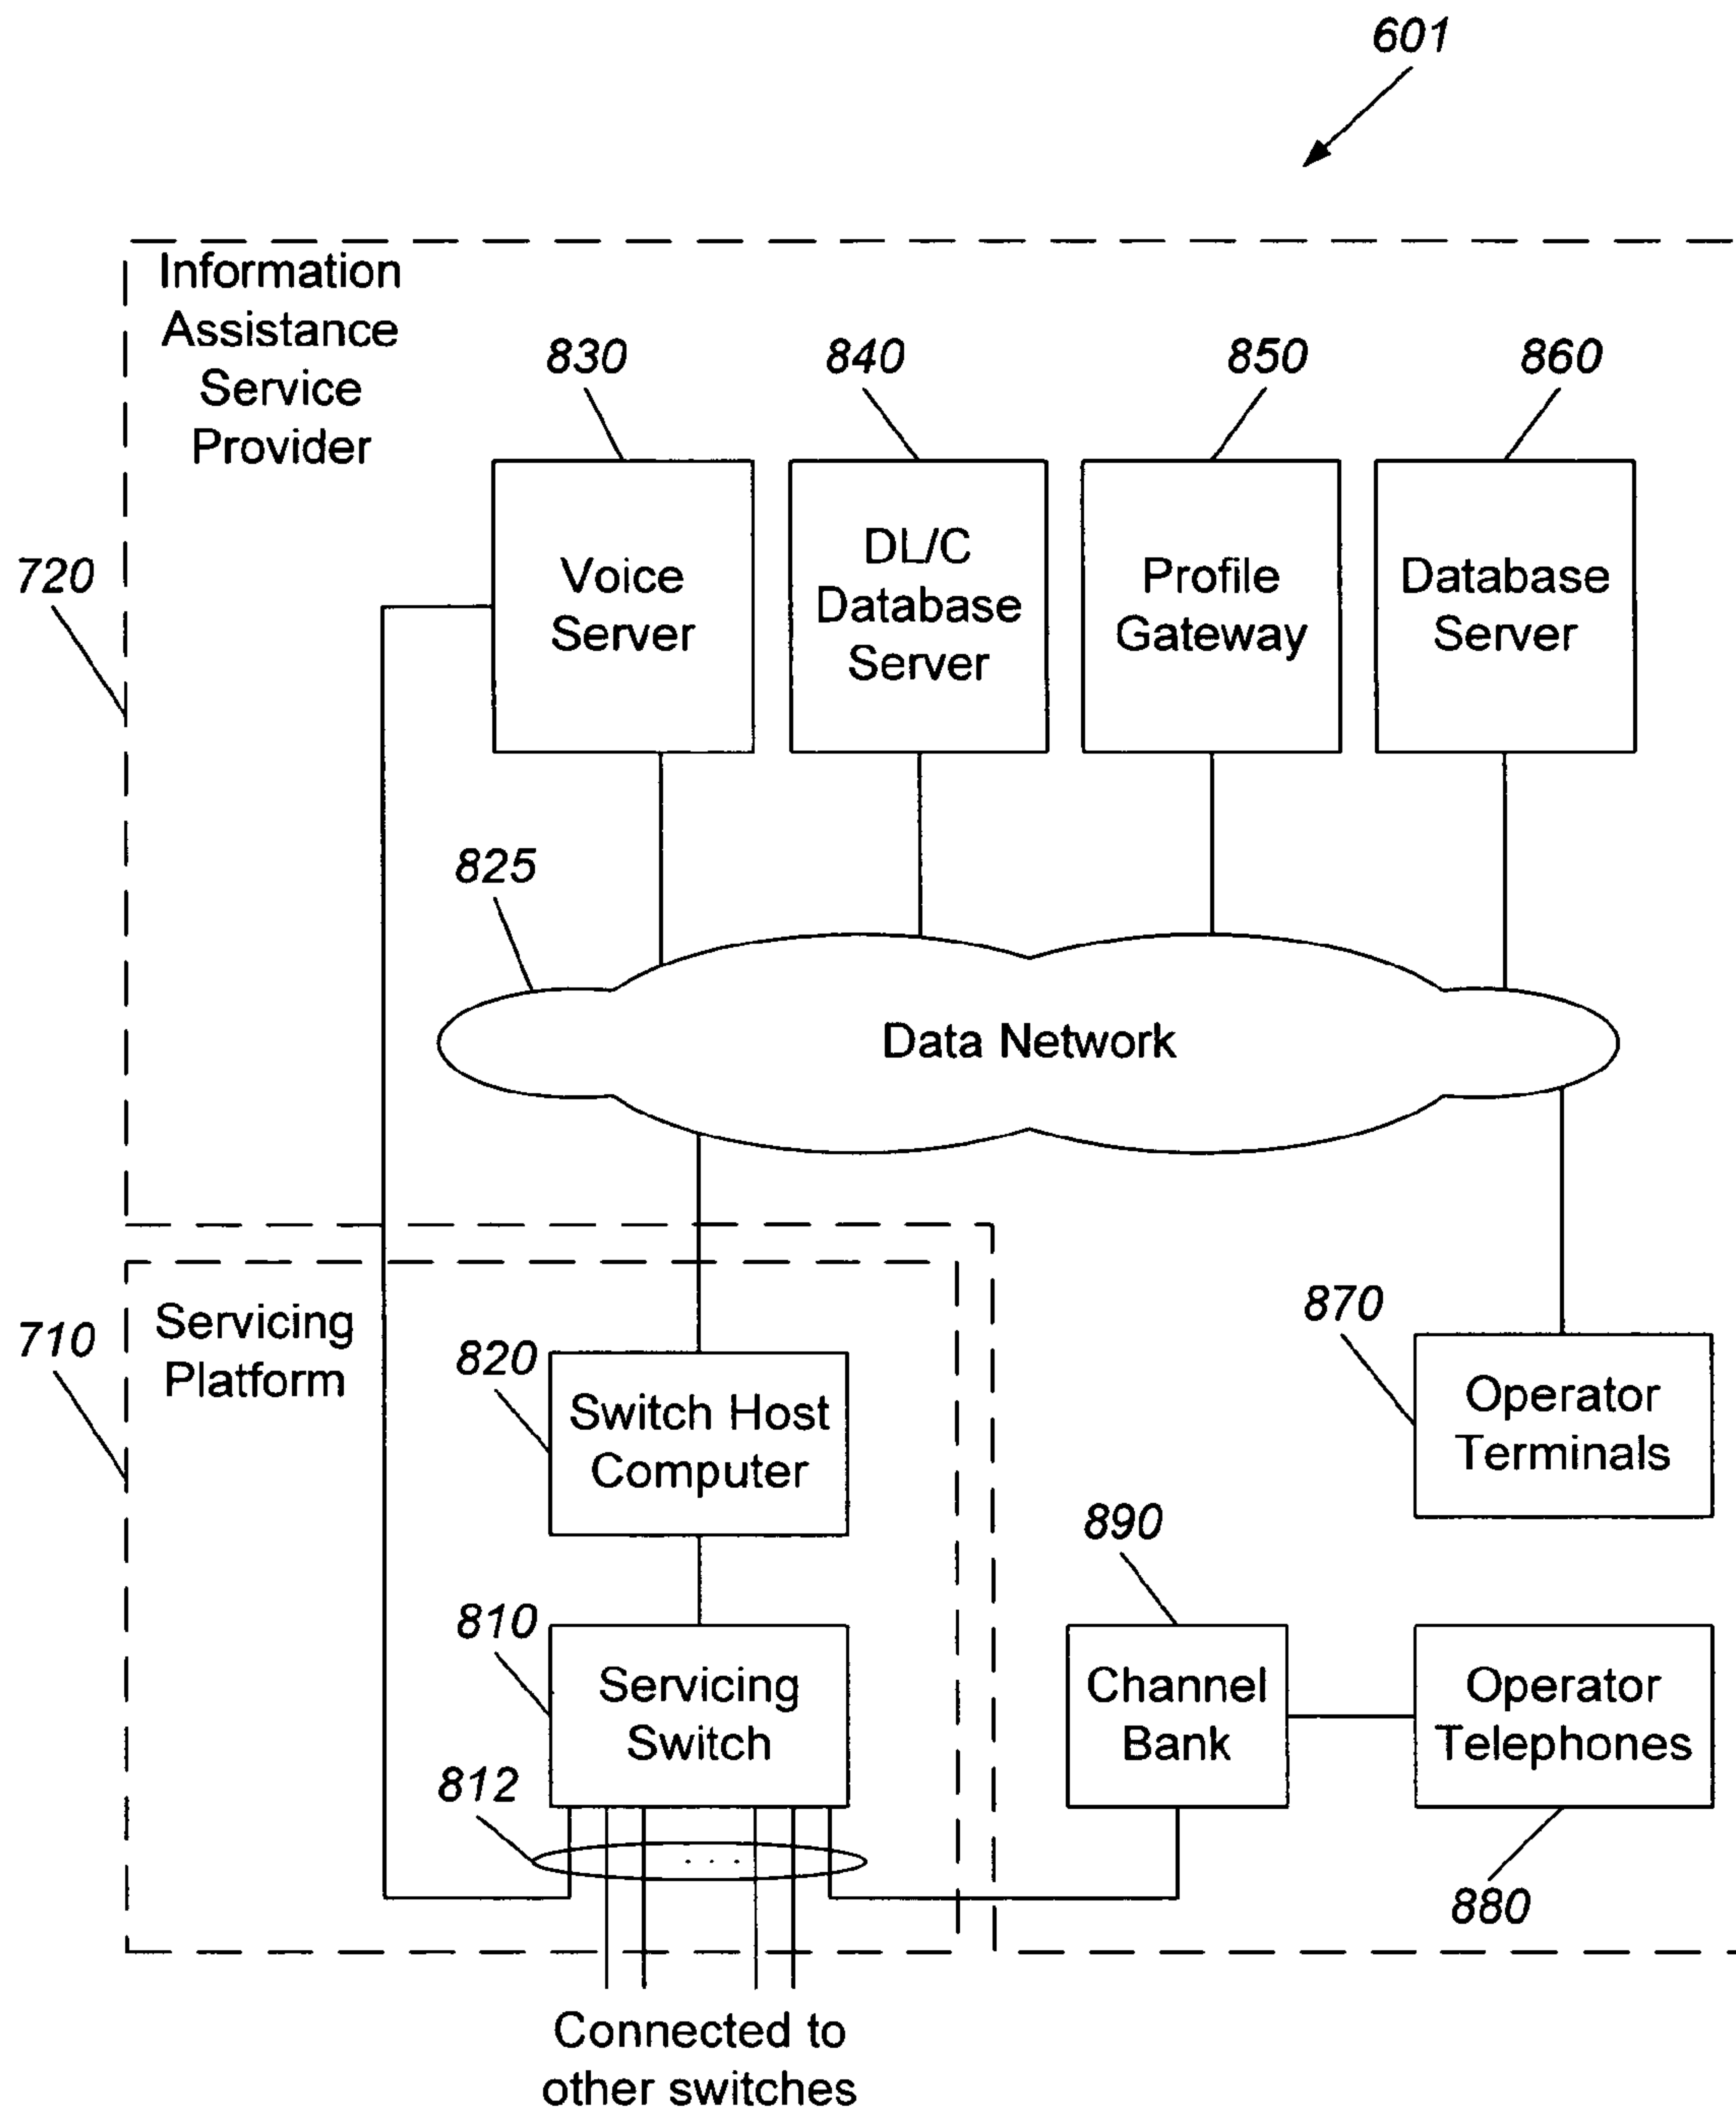 601
Information
Assistance
Service
Provider
830
840
850
860
720
Voice
Server
DL/C
Database
Server
Profile
Gateway
Database
Server
825
Data Network
710
Servicing
Platform
820
Switch Host
Computer
870
Operator
Terminals
890
810
Servicing
Switch
Channel
Bank
Operator
Telephones
812
. . .
880
Connected to
other switches